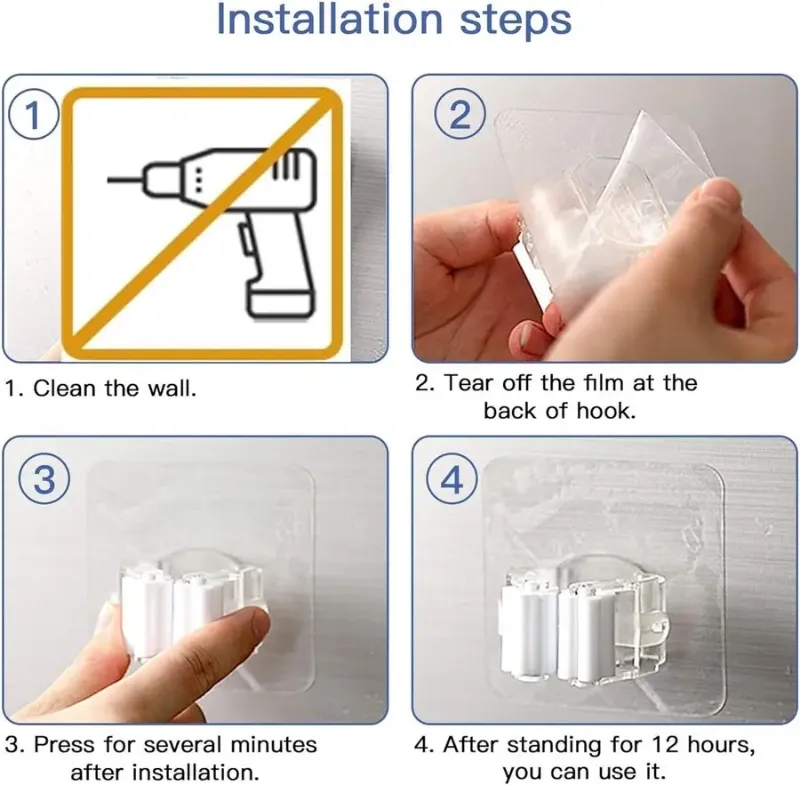 Installation steps
1
2
1. Clean the wall.
2. Tear off the film at the
back of hook.
3
4
3. Press for several minutes
after installation.
4. After standing for 12 hours,
you can use it.